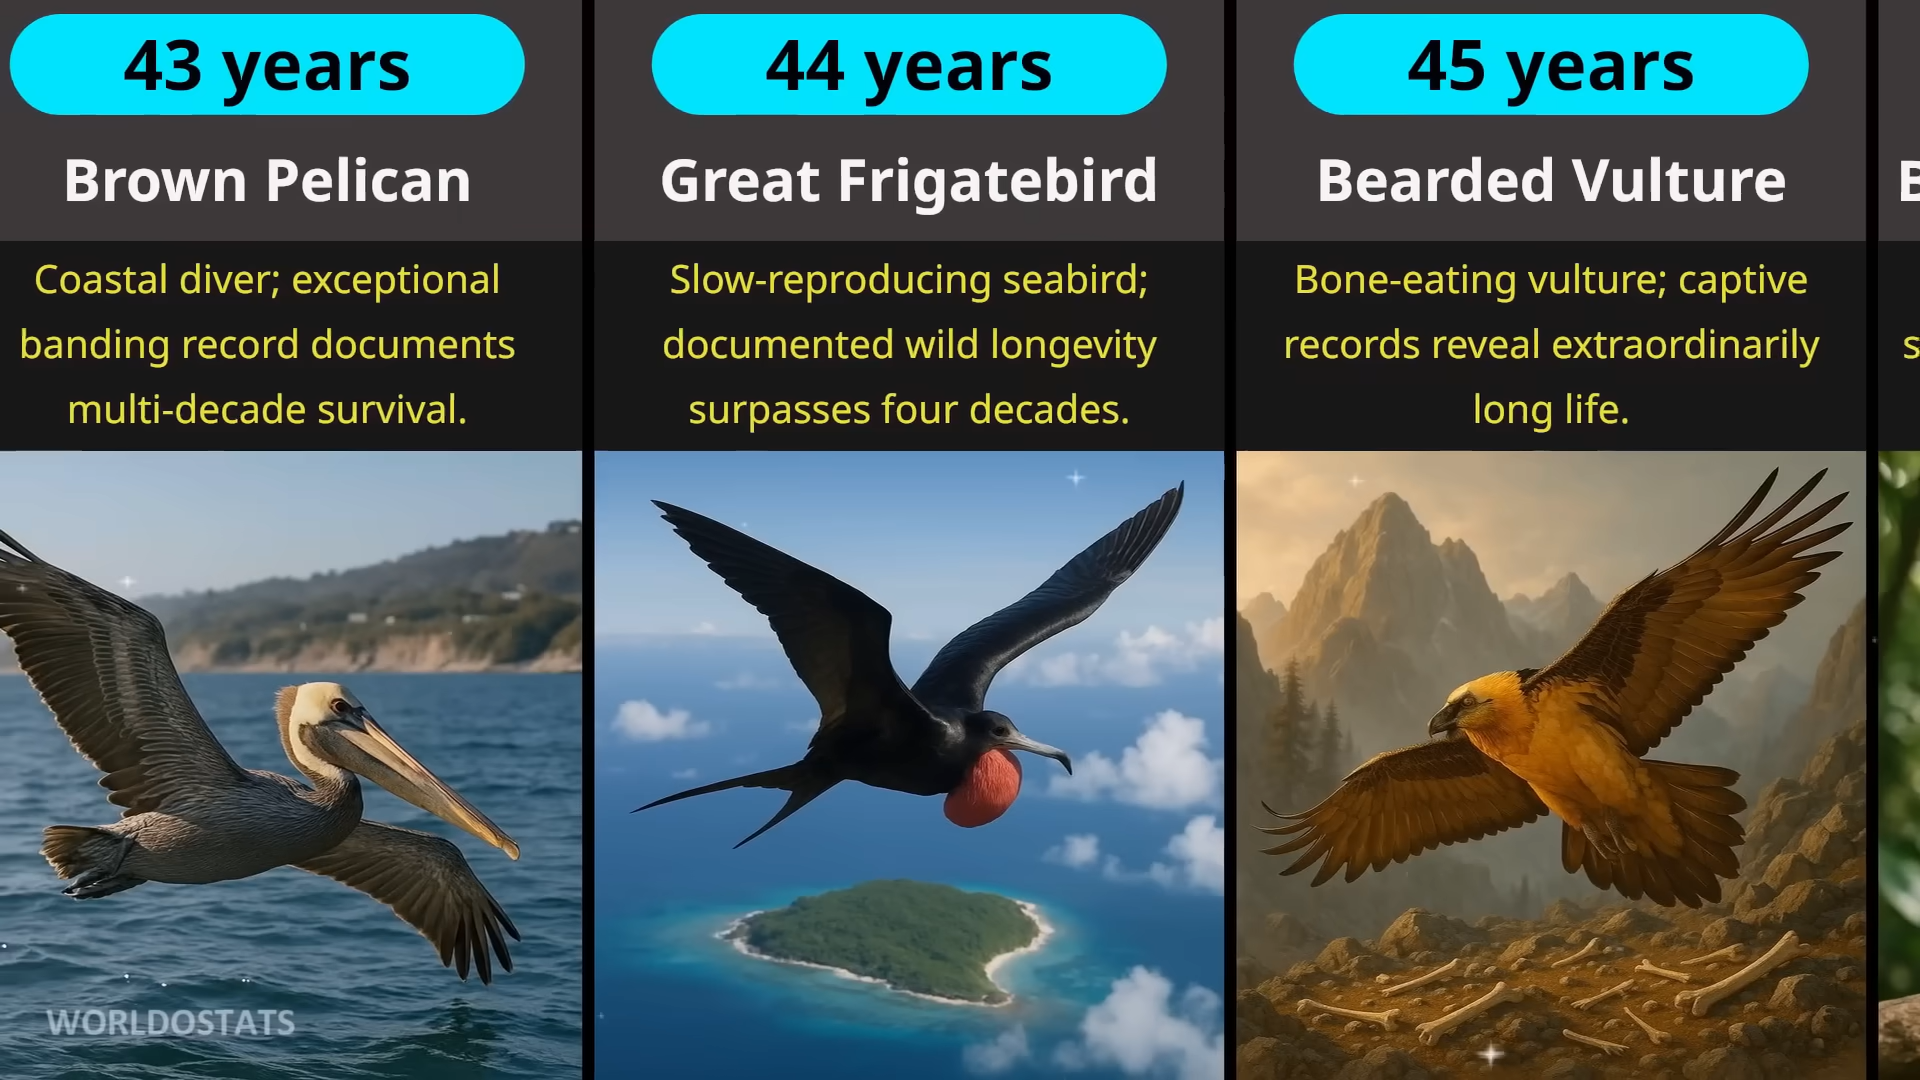 43 years
Brown Pelican
Coastal diver; exceptional
banding record documents
multi-decade survival.
44 years
Great Frigatebird
Slow-reproducing seabird;
documented wild longevity
surpasses four decades.
45 years
Bearded Vulture
Bone-eating vulture; captive
records reveal extraordinarily
long life.
WORLDOSTATS